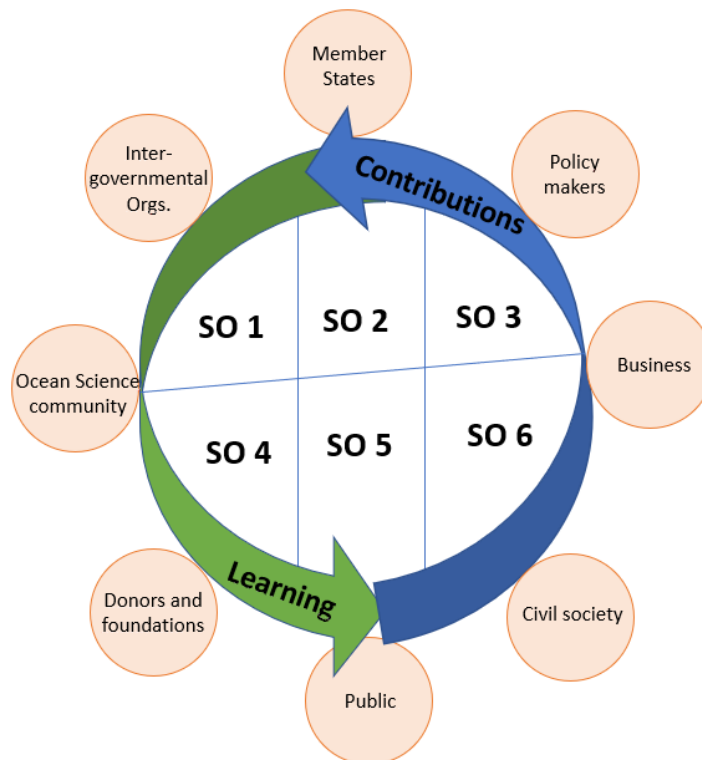 Member
States
Inter-
governmental
Orgs.
Policy
makers
Contributions
SO 1
SO 2
SO 3
Ocean Science
community
Business
SO 4
SO 5
SO 6
Learning
Donors and
foundations
Civil society
Public